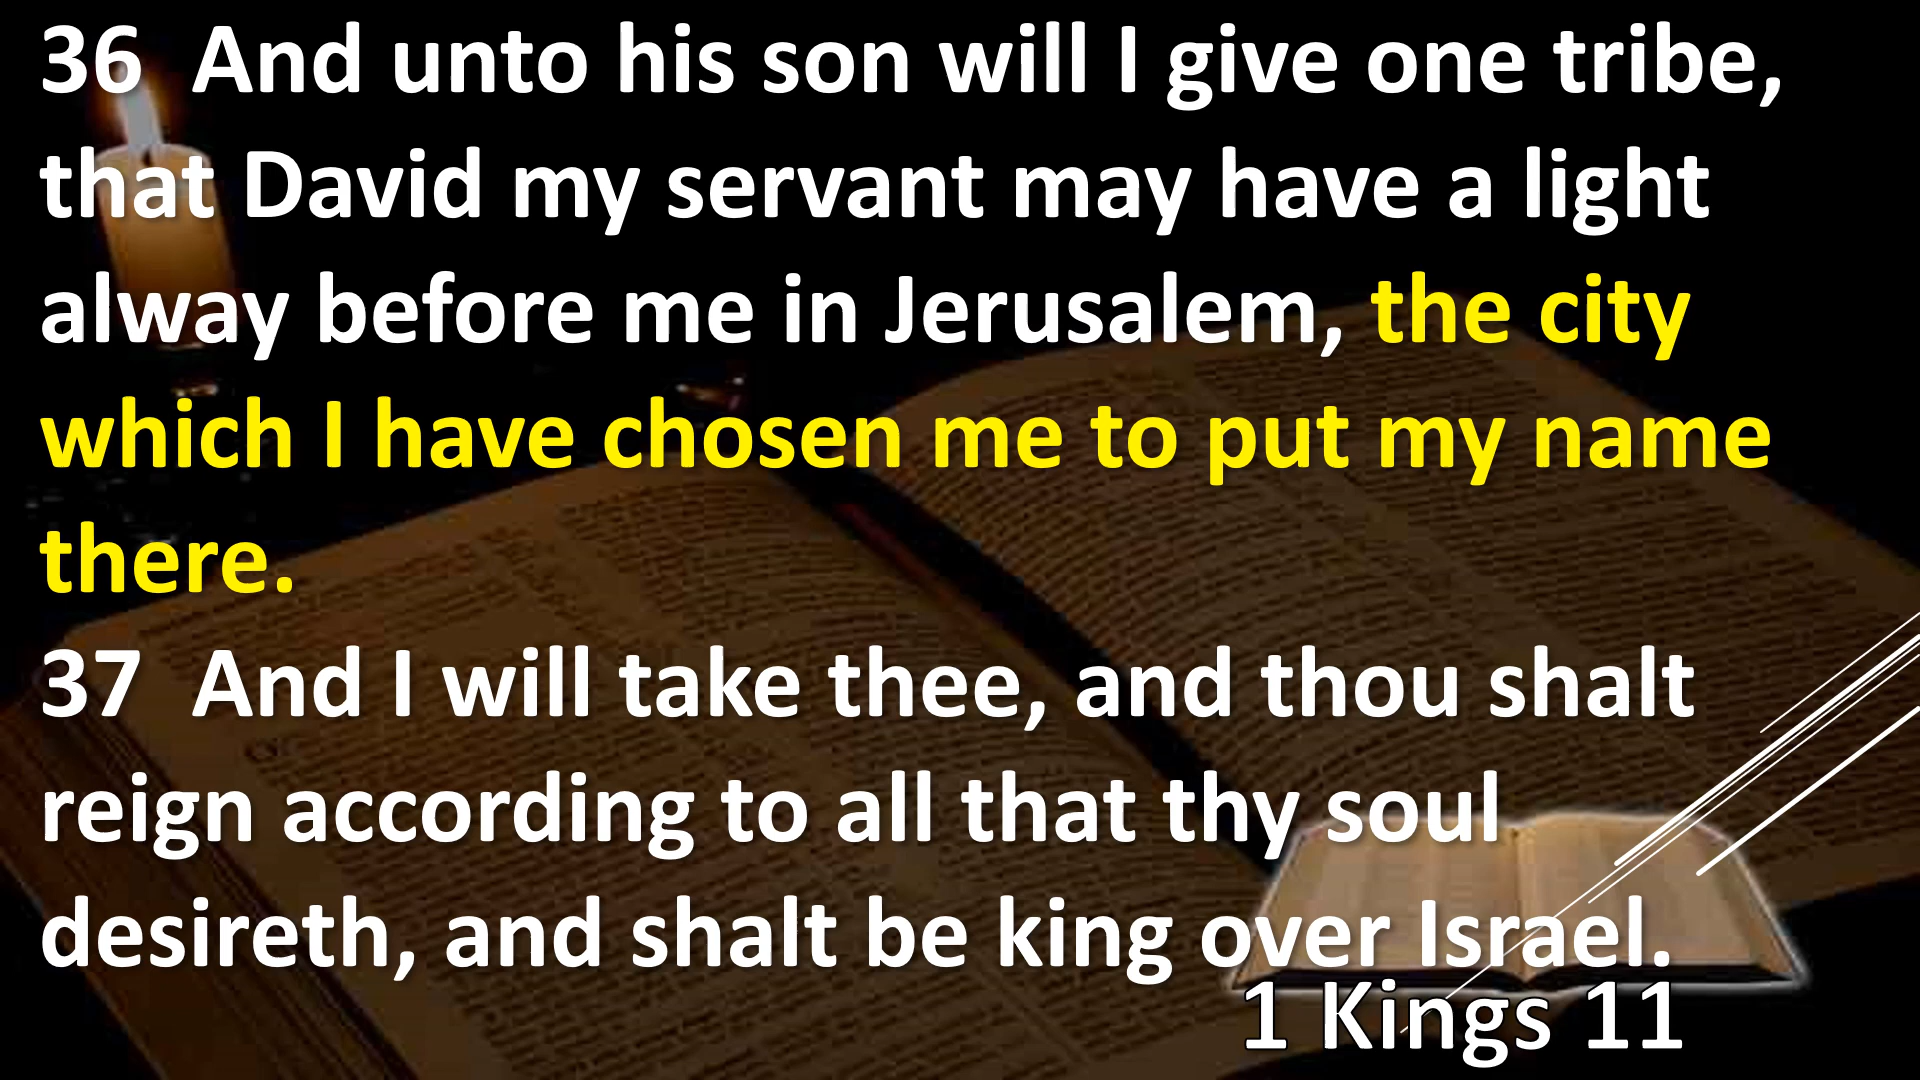 36  And unto his son will I give one tribe,
that David my servant may have a light
alway before me in Jerusalem, the city
which I have chosen me to put my name
there.
37  And I will take thee, and thou shalt
reign according to all that thy soul
desireth, and shalt be king over Israel.
1 Kings 11